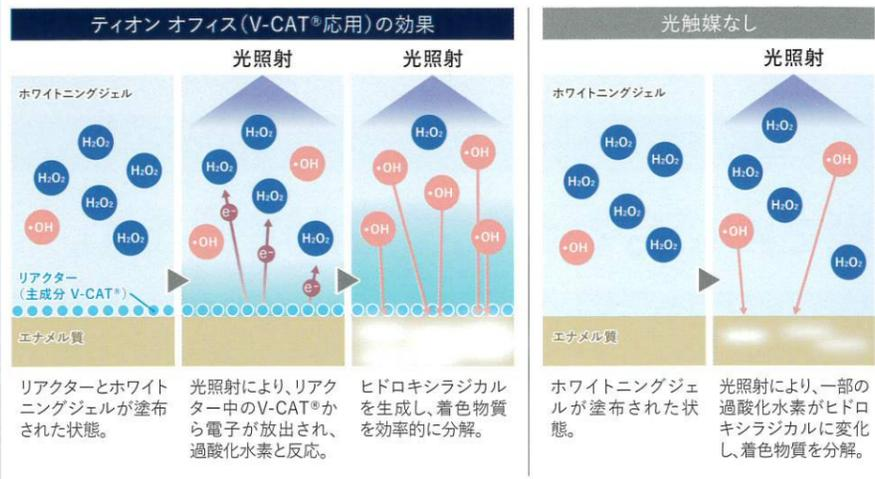 ティオン オフィス（V-CAT®応用）の効果
光照射
光照射
ホワイトニングジェル
H₂O₂
H₂O₂
H₂O₂
H₂O₂
•OH
H₂O₂
リアクター
（主成分 V-CAT®）
エナメル質
H₂O₂
H₂O₂
•OH
H₂O₂
e-
•OH
e-
H₂O₂
e-
H₂O₂
•OH
•OH
•OH
•OH
•OH
リアクターとホワイト
ニングジェルが塗布
された状態。
光照射により、リアク
ター中のV-CAT®か
ら電子が放出され、
過酸化水素と反応。
ヒドロキシラジカル
を生成し、着色物質
を効率的に分解。
光触媒なし
光照射
ホワイトニングジェル
H₂O₂
H₂O₂
H₂O₂
H₂O₂
•OH
H₂O₂
エナメル質
H₂O₂
•OH
H₂O₂
H₂O₂
•OH
H₂O₂
ホワイトニングジェ
ルが塗布された状
態。
光照射により、一部の
過酸化水素がヒドロ
キシラジカルに変化
し、着色物質を分解。